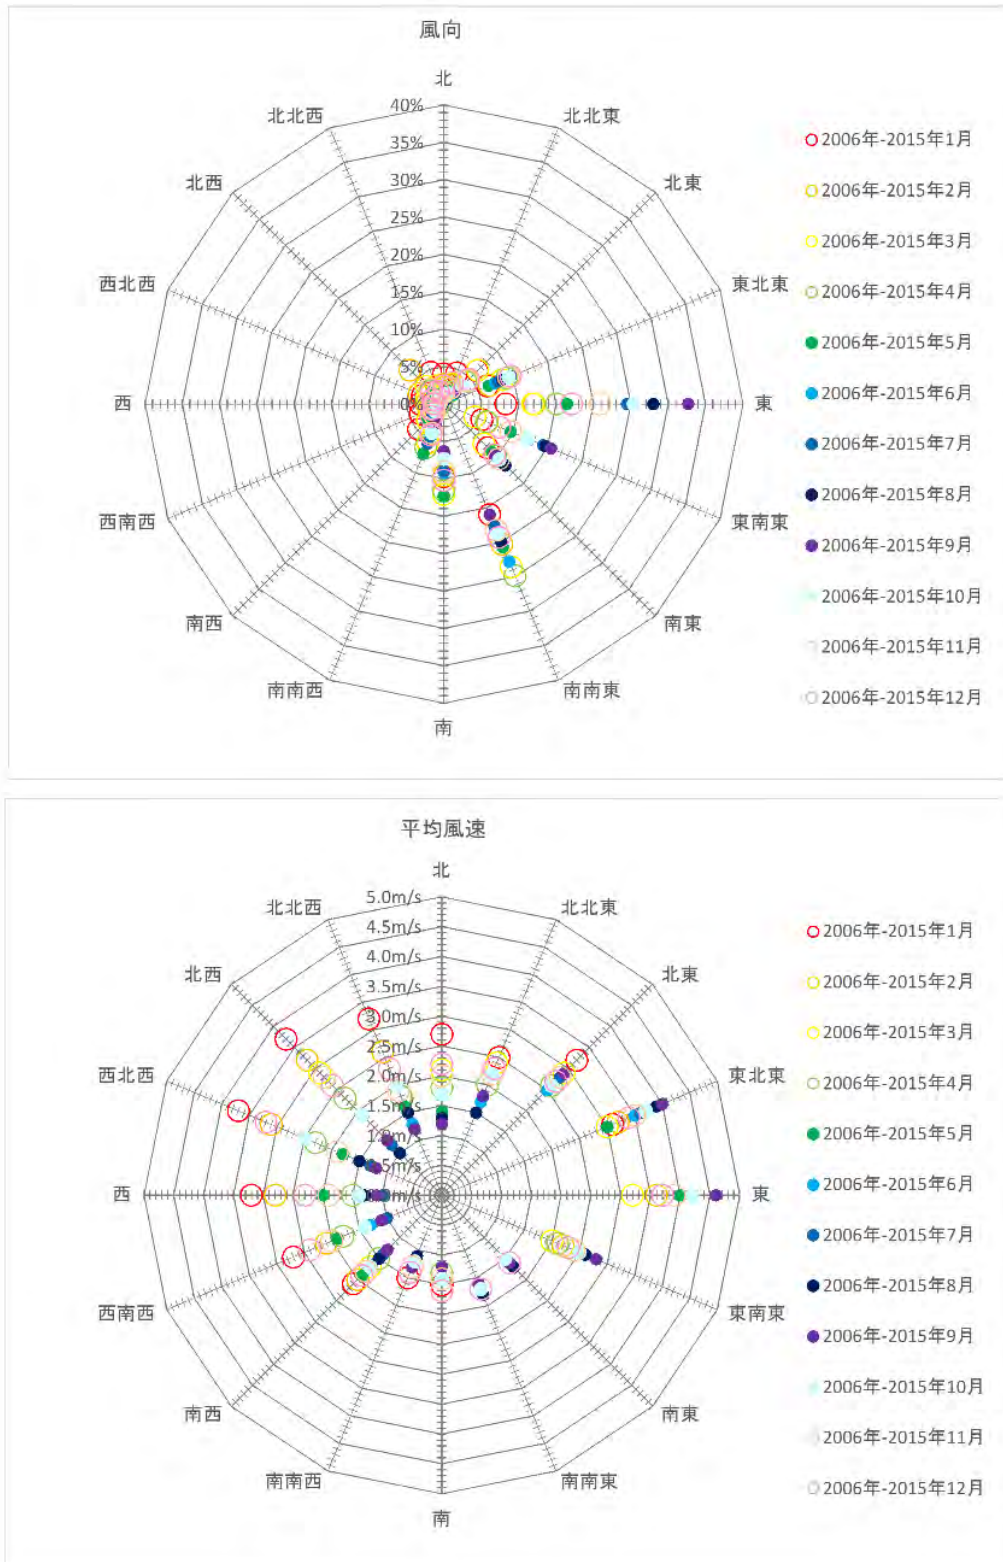 風向
北
40%
北北西
北北東
35%
北西
30%
北東
25%
20%
西北西
東北東
15%
10%
5%
西
0%
東
西南西
東南東
南西
南東
南南西
南南東
南
2006年-2015年1月
2006年-2015年2月
2006年-2015年3月
2006年-2015年4月
2006年-2015年5月
2006年-2015年6月
2006年-2015年7月
2006年-2015年8月
2006年-2015年9月
2006年-2015年10月
2006年-2015年11月
2006年-2015年12月
平均風速
北
5.0m/s
北北西
北北東
4.5m/s
北西
4.0m/s
北東
3.5m/s
3.0m/s
西北西
2.5m/s
東北東
2.0m/s
1.5m/s
1.0m/s
0.5m/s
西
0.0m/s
東
西南西
東南東
南西
南東
南南西
南南東
南
2006年-2015年1月
2006年-2015年2月
2006年-2015年3月
2006年-2015年4月
2006年-2015年5月
2006年-2015年6月
2006年-2015年7月
2006年-2015年8月
2006年-2015年9月
2006年-2015年10月
2006年-2015年11月
2006年-2015年12月